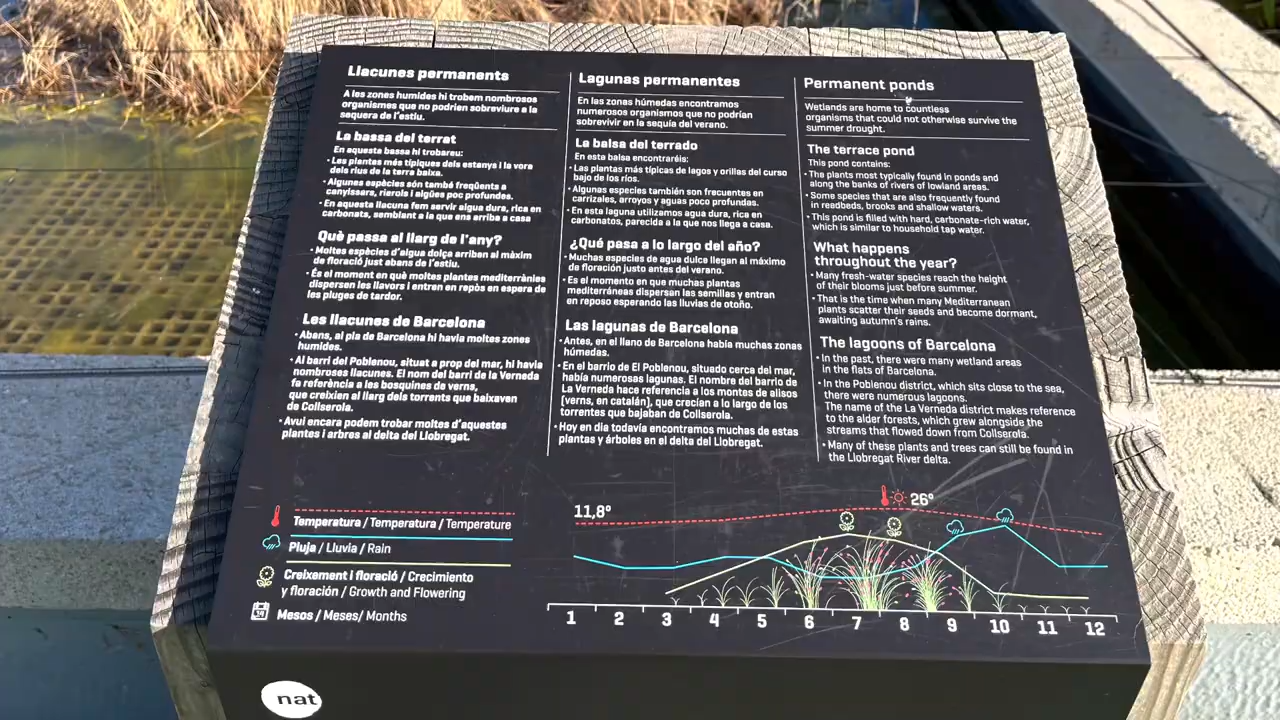 Llacunes permanents
A les zones humides hi trobem nombrosos
organismes que no podrien sobreviure a la
sequera de l'estiu.
La bassa del terrat
En aquesta bassa hi trobareu:
• Les plantes més típiques dels estanys i la vora
dels rius de la terra baixa.
• Algunes espècies són també freqüents a
canyissars, rierols i aigües poc profundes.
• En aquesta llacuna fem servir aigua dura, rica en
carbonats, semblant a la que ens arriba a casa
Què passa al llarg de l'any?
• Moltes espècies d'aigua dolça arriben al màxim
de floració just abans de l'estiu.
• És el moment en què moltes plantes mediterrànies
dispersen les llavors i entren en repòs en espera de
les pluges de tardor.
Les llacunes de Barcelona
• Abans, al pla de Barcelona hi havia moltes zones
humides.
• Al barri del Poblenou, situat a prop del mar, hi havia
nombroses llacunes. El nom del barri de la Verneda
fa referència a les bosquines de verns,
que creixien al llarg dels torrents que baixaven
de Collserola.
• Avui encara podem trobar moltes d'aquestes
plantes i arbres al delta del Llobregat.
Lagunas permanentes
En las zonas húmedas encontramos
numerosos organismos que no podrían
sobrevivir en la sequía del verano.
La balsa del terrado
En esta balsa encontraréis:
• Las plantas más típicas de lagos y orillas del curso
bajo de los ríos.
• Algunas especies también son frecuentes en
carrizales, arroyos y aguas poco profundas.
• En esta laguna utilizamos agua dura, rica en
carbonatos, parecida a la que nos llega a casa.
¿Qué pasa a lo largo del año?
• Muchas especies de agua dulce llegan al máximo
de floración justo antes del verano.
• Es el momento en que muchas plantas
mediterráneas dispersan las semillas y entran
en reposo esperando las lluvias de otoño.
Las lagunas de Barcelona
• Antes, en el llano de Barcelona había muchas zonas
húmedas.
• En el barrio de El Poblenou, situado cerca del mar,
había numerosas lagunas. El nombre del barrio de
La Verneda hace referencia a los montes de alisos
(verns, en catalán), que crecían a lo largo de los
torrentes que bajaban de Collserola.
• Hoy en día todavía encontramos muchas de estas
plantas y árboles en el delta del Llobregat.
Permanent ponds
Wetlands are home to countless
organisms that could not otherwise survive the
summer drought.
The terrace pond
This pond contains:
• The plants most typically found in ponds and
along the banks of rivers of lowland areas.
• Some species that are also frequently found
in reedbeds, brooks and shallow waters.
• This pond is filled with hard, carbonate-rich water,
which is similar to household tap water.
What happens
throughout the year?
• Many fresh-water species reach the height
of their blooms just before summer.
• That is the time when many Mediterranean
plants scatter their seeds and become dormant,
awaiting autumn's rains.
The lagoons of Barcelona
• In the past, there were many wetland areas
in the flats of Barcelona.
• In the Poblenou district, which sits close to the sea,
there were numerous lagoons.
The name of the La Verneda district makes reference
to the alder forests, which grew alongside the
streams that flowed down from Collserola.
• Many of these plants and trees can still be found in
the Llobregat River delta.
Temperatura / Temperatura / Temperature
Pluja / Lluvia / Rain
Creixement i floració / Crecimiento
y floración / Growth and Flowering
Mesos / Meses/ Months
11,8°
26°
1 2 3 4 5 6 7 8 9 10 11 12
nat